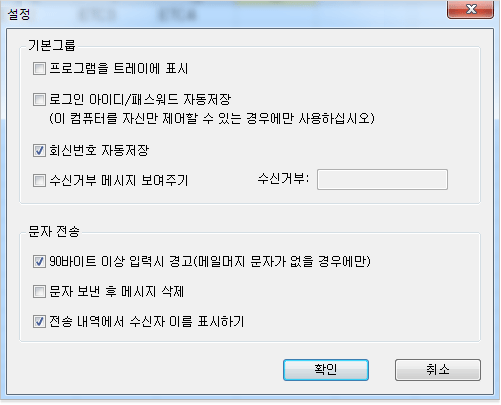 ETC3 ETC4
설정
기본그룹
프로그램을 트레이에 표시
로그인 아이디/패스워드 자동저장
(이 컴퓨터를 자신만 제어할 수 있는 경우에만 사용하십시오)
회신번호 자동저장
수신거부 메시지 보여주기 수신거부:
문자 전송
90바이트 이상 입력시 경고(메일머지 문자가 없을 경우에만)
문자 보낸 후 메시지 삭제
전송 내역에서 수신자 이름 표시하기
확인 취소